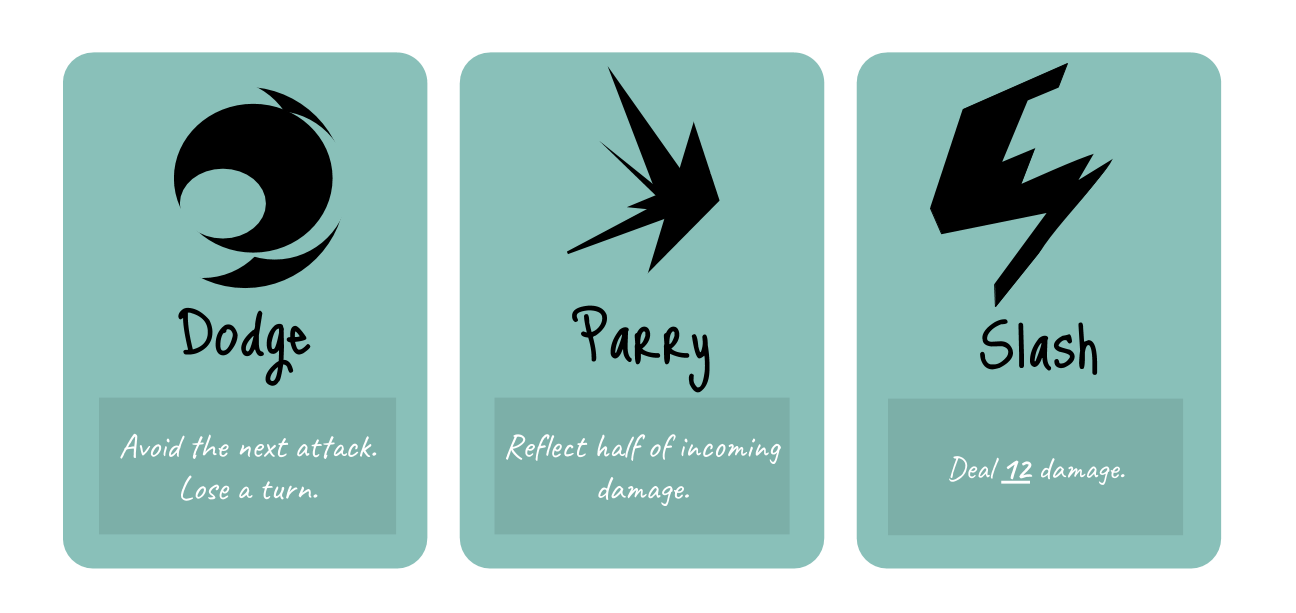 Dodge
Avoid the next attack.
Lose a turn.
Parry
Reflect half of incoming
damage.
Slash
Deal 12 damage.